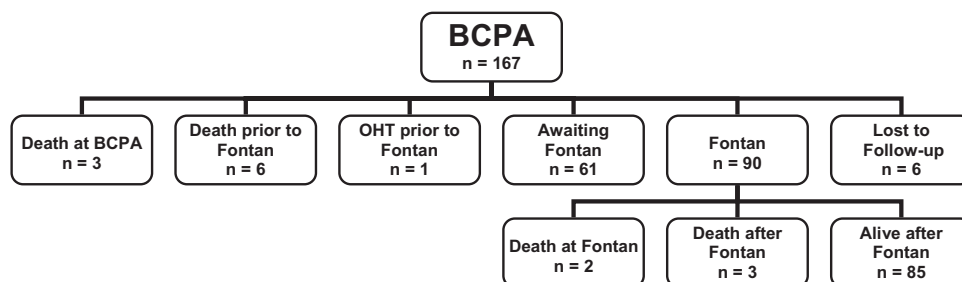 BCPA
n = 167
Death at BCPA
n = 3
Death prior to
Fontan
n = 6
OHT prior to
Fontan
n = 1
Awaiting
Fontan
n = 61
Fontan
n = 90
Lost to
Follow-up
n = 6
Death at Fontan
n = 2
Death after
Fontan
n = 3
Alive after
Fontan
n = 85